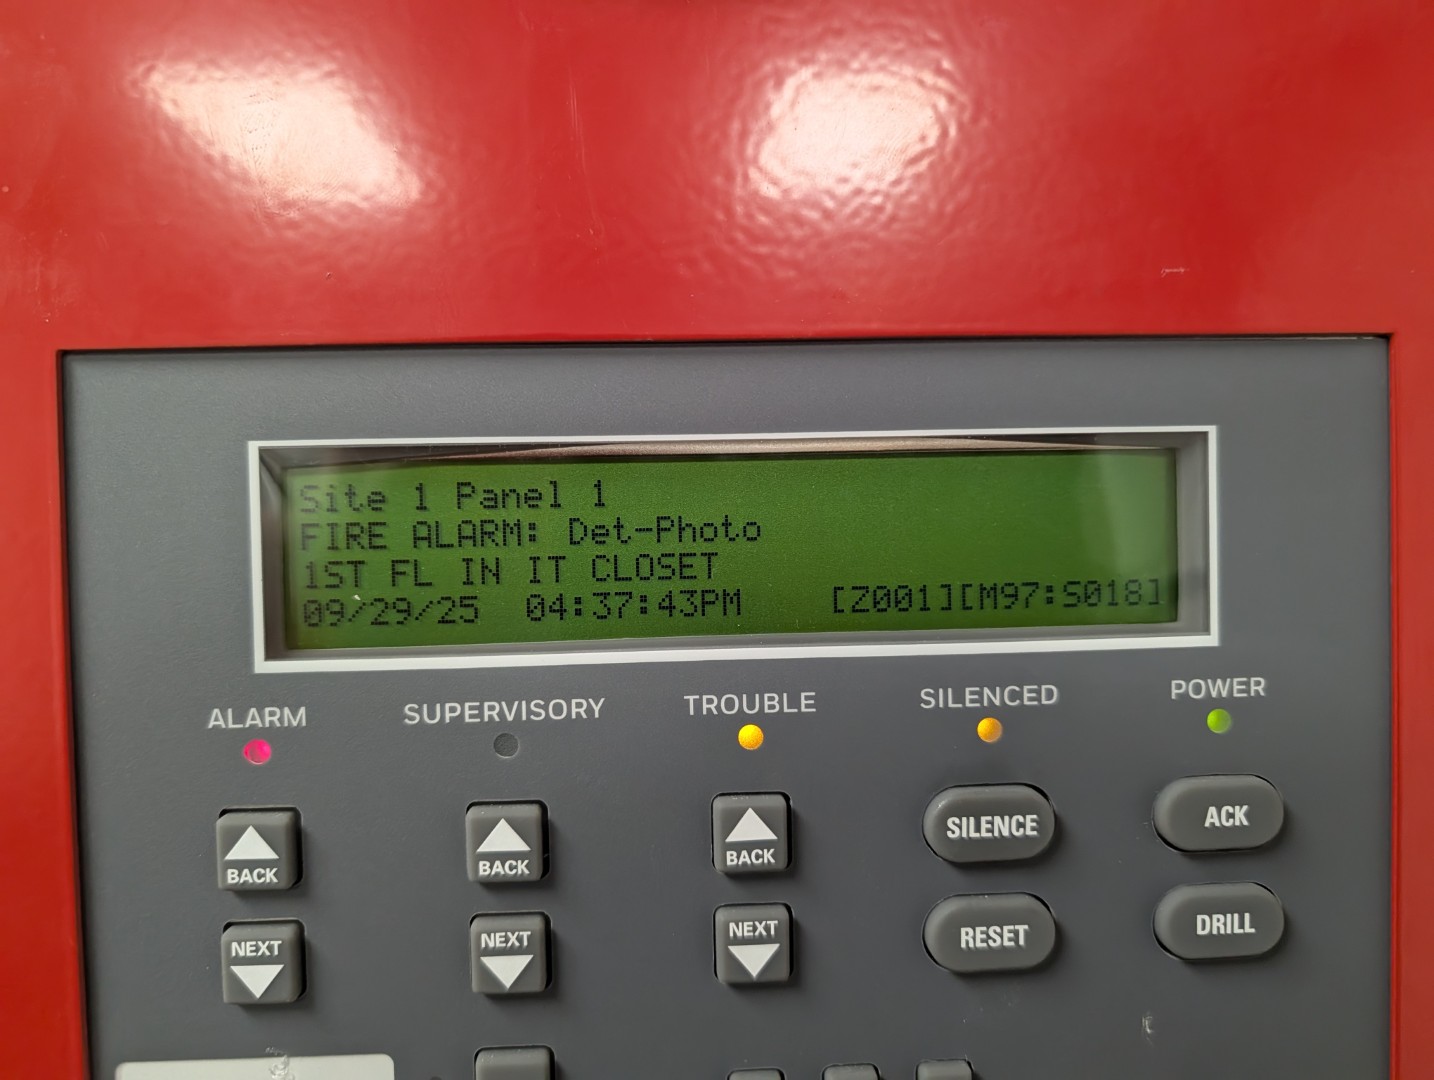 Site 1 Panel 1
FIRE ALARM: Det-Photo
1ST FL IN IT CLOSET
09/29/25 04:37:43PM [Z001][M97:S018]
ALARM SUPERVISORY TROUBLE SILENCED POWER
BACK BACK BACK SILENCE ACK
NEXT NEXT NEXT RESET DRILL